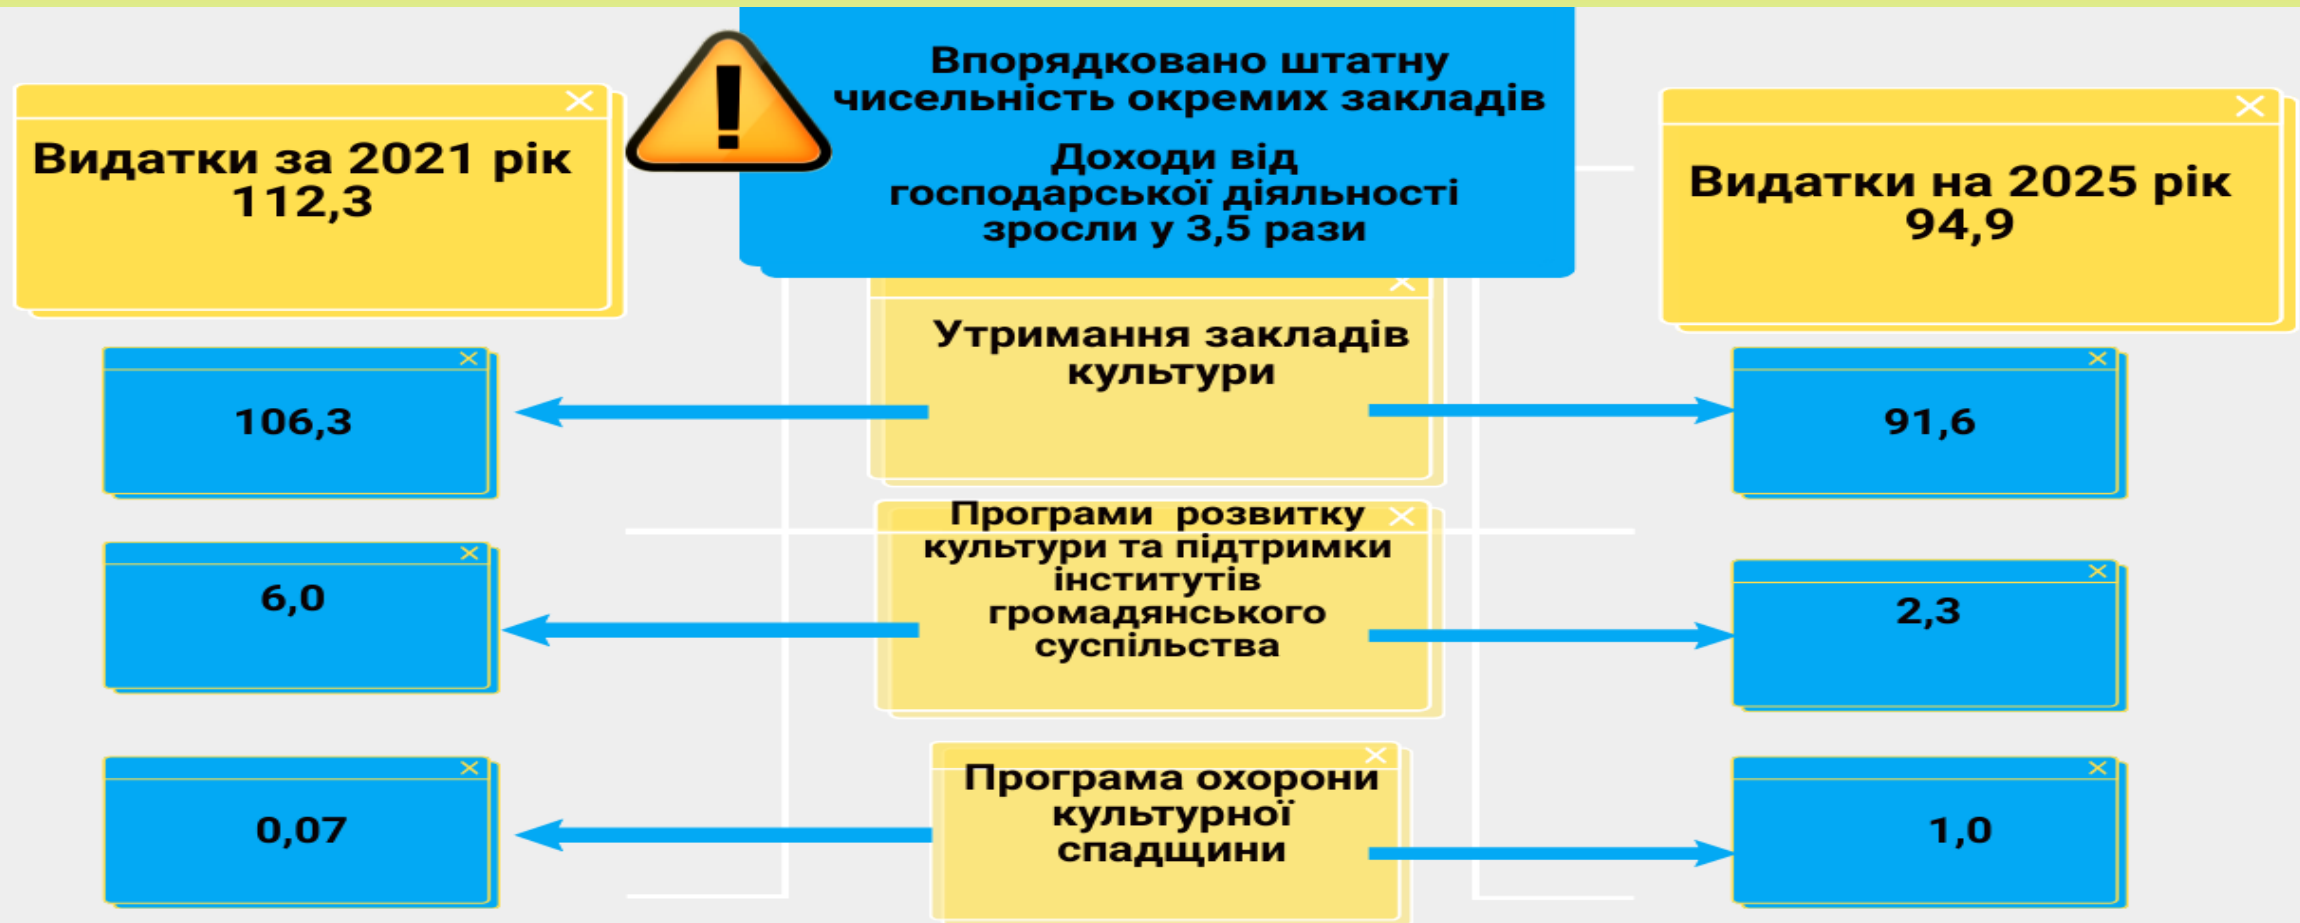 Впорядковано штатну
чисельність окремих закладів
Доходи від
господарської діяльності
зросли у 3,5 рази
Видатки за 2021 рік
112,3
Видатки на 2025 рік
94,9
Утримання закладів
культури
106,3
91,6
Програми розвитку
культури та підтримки
інститутів
громадянського
суспільства
6,0
2,3
Програма охорони
культурної
спадщини
0,07
1,0